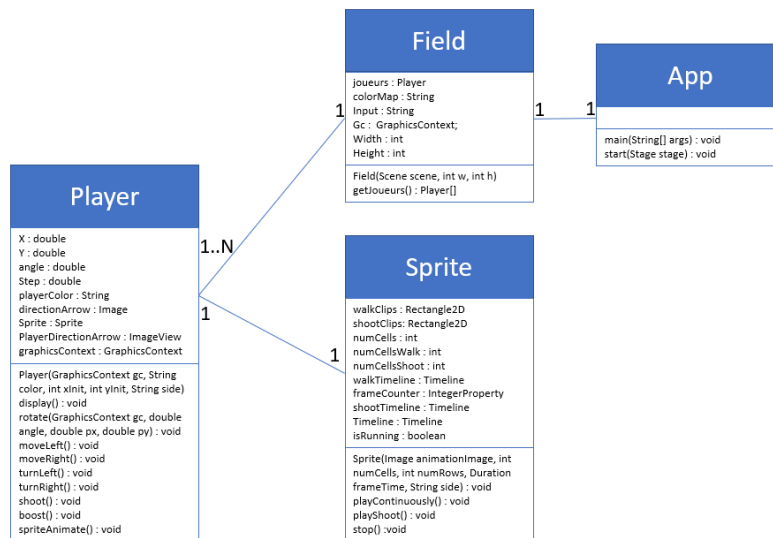 Field
joueurs : Player
colorMap : String
Input : String
Gc :  GraphicsContext;
Width : int
Height : int
Field(Scene scene, int w, int h)
getJoueurs() : Player[]
App
main(String[] args) : void
start(Stage stage) : void
1
1
1
Player
X : double
Y : double
angle : double
Step : double
playerColor : String
directionArrow : Image
Sprite : Sprite
PlayerDirectionArrow : ImageView
graphicsContext : GraphicsContext
Player(GraphicsContext gc, String
color, int xInit, int yInit, String side)
display() : void
rotate(GraphicsContext gc, double
angle, double px, double py) : void
moveLeft() : void
moveRight() : void
turnLeft() : void
turnRight() : void
shoot() : void
boost() : void
spriteAnimate() : void
1..N
1
1
Sprite
walkClips : Rectangle2D
shootClips: Rectangle2D
numCells : int
numCellsWalk : int
numCellsShoot : int
walkTimeline : Timeline
frameCounter : IntegerProperty
shootTimeline : Timeline
Timeline : Timeline
isRunning : boolean
Sprite(Image animationImage, int
numCells, int numRows, Duration
frameTime, String side) : void
playContinuously() : void
playShoot() : void
stop() :void